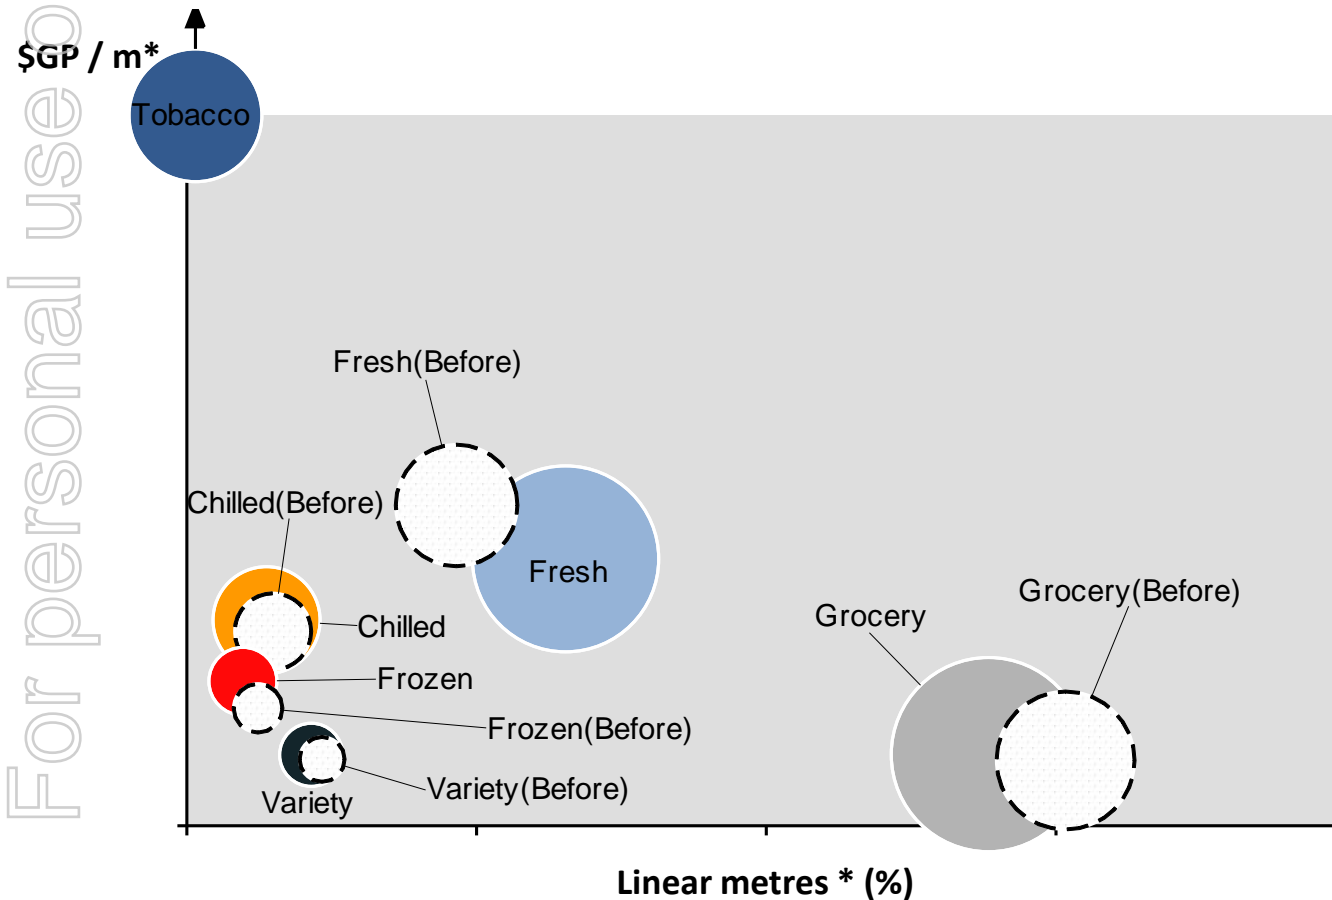 $GP / m*
Tobacco
Fresh(Before)
Chilled(Before)
Fresh
Grocery(Before)
Grocery
Chilled
Frozen
Frozen(Before)
Variety(Before)
Variety
Linear metres * (%)
For personal use o